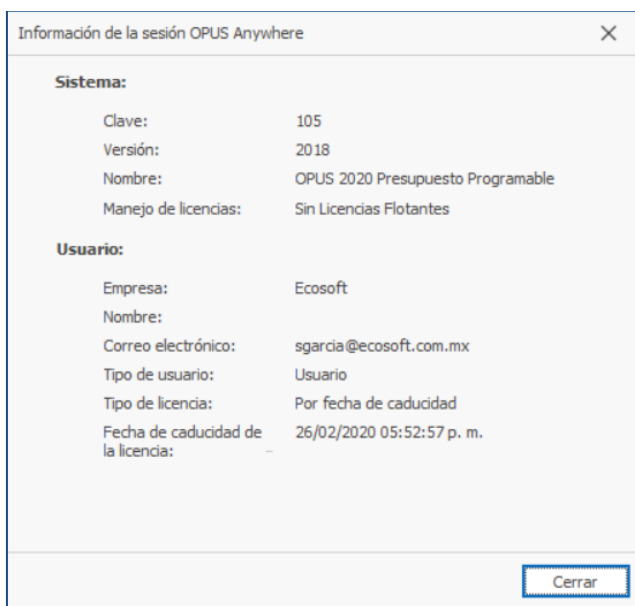 Información de la sesión OPUS Anywhere
Sistema:
Clave: 105
Versión: 2018
Nombre: OPUS 2020 Presupuesto Programable
Manejo de licencias: Sin Licencias Flotantes
Usuario:
Empresa: Ecosoft
Nombre:
Correo electrónico: sgarcia@ecosoft.com.mx
Tipo de usuario: Usuario
Tipo de licencia: Por fecha de caducidad
Fecha de caducidad de 26/02/2020 05:52:57 p. m.
la licencia:
Cerrar